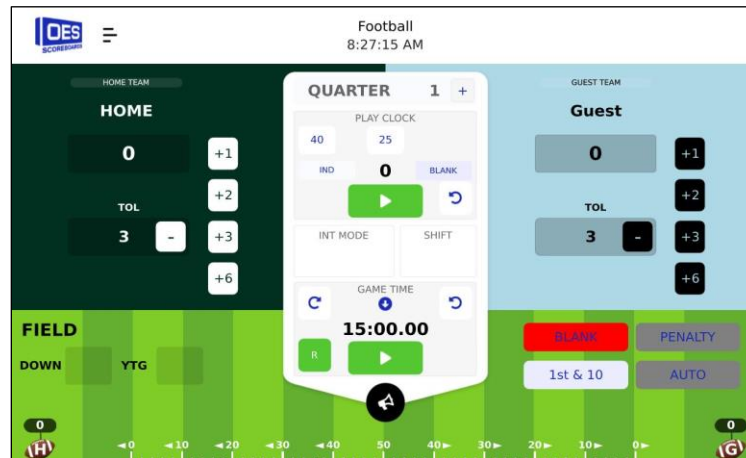 OES
SCOREBOARDS
Football
8:27:15 AM
HOME TEAM
HOME
0
+1
+2
TOL
3
-
+3
+6
QUARTER 1 +
PLAY CLOCK
40 25
IND 0 BLANK
INT MODE SHIFT
GAME TIME
15:00.00
R
GUEST TEAM
Guest
0
+1
+2
TOL
3
-
+3
+6
FIELD
DOWN YTG
BLANK PENALTY
1st & 10 AUTO
0 0
H ◄0 ◄10 ◄20 ◄30 ◄40 50 40► 30► 20► 10► 0► G